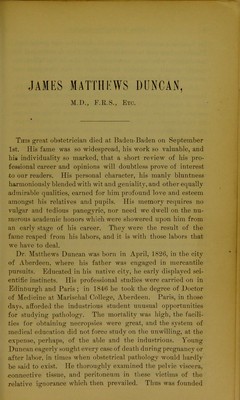 JAMES MATTHEWS DUNCAN,
M.D., F.R.S., ETC.
THIS great obstetrician died at Baden-Baden on September
1st. His fame was so widespread, his work so valuable, and
his individuality so marked, that a short review of his pro-
fessional career and opinions will doubtless prove of interest
to our readers. His personal character, his manly bluntness
harmoniously blended with wit and geniality, and other equally
admirable qualities, earned for him profound love and esteem
amongst his relatives and pupils. His memory requires no
vulgar and tedious panegyric, nor need we dwell on the nu-
merous academic honors which were showered upon him from
an early stage of his career. They were the result of the
fame reaped from his labors, and it is with those labors that
we have to deal.
Dr. Matthews Duncan was born in April, 1826, in the city
of Aberdeen, where his father was engaged in mercantile
pursuits. Educated in his native city, he early displayed sci-
entific instincts. His professional studies were carried on in
Edinburgh and Paris; in 1846 he took the degree of Doctor
of Medicine at Marischal College, Aberdeen. Paris, in those
days, afforded the industrious student unusual opportunities
for studying pathology. The mortality was high, the facili-
ties for obtaining necropsies were great, and the system of
medical education did not force study on the unwilling, at the
expense, perhaps, of the able and the industrious. Young
Duncan eagerly sought every case of death during pregnancy or
after labor, in times when obstetrical pathology would hardly
be said to exist. He thoroughly examined the pelvic viscera,
connective tissue, and peritoneum in these victims of the
relative ignorance which then prevailed. Thus was founded